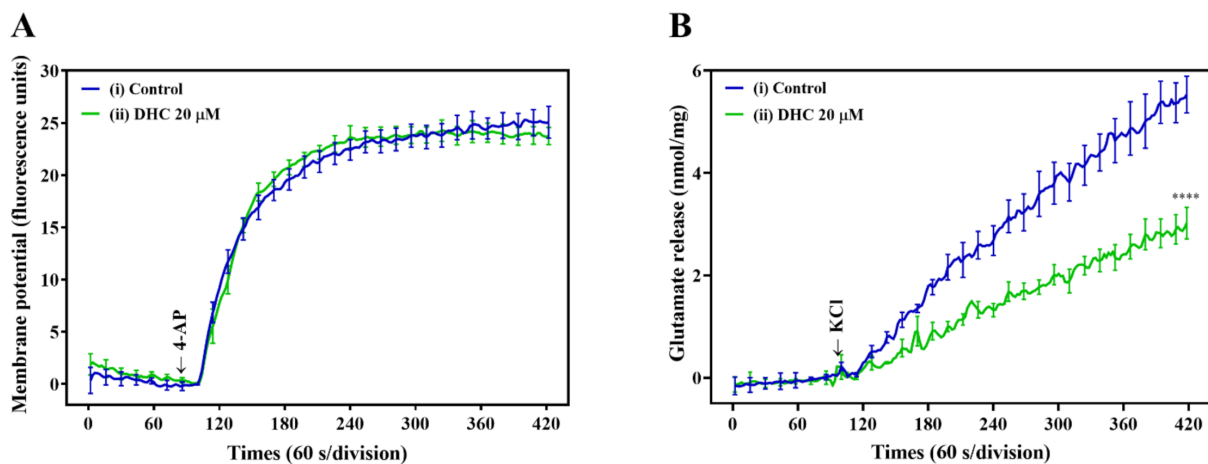 A
Membrane potential (fluorescence units)
30
25
20
15
10
5
0
(i) Control
(ii) DHC 20 μM
← 4-AP
0 60 120 180 240 300 360 420
Times (60 s/division)
B
Glutamate release (nmol/mg)
6
4
2
0
(i) Control
(ii) DHC 20 μM
← KCl
****
0 60 120 180 240 300 360 420
Times (60 s/division)